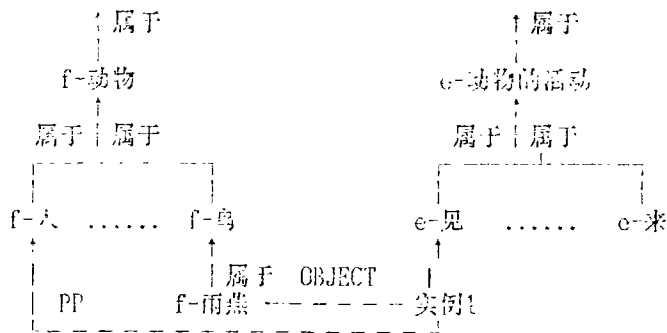 属于 属于
f-动物 e-动物的活动
属于 属于 属于 属于
f-人 ...... f-鸟 e-见 ...... e-来
属于 OBJECT
PP f-雨燕 实例1